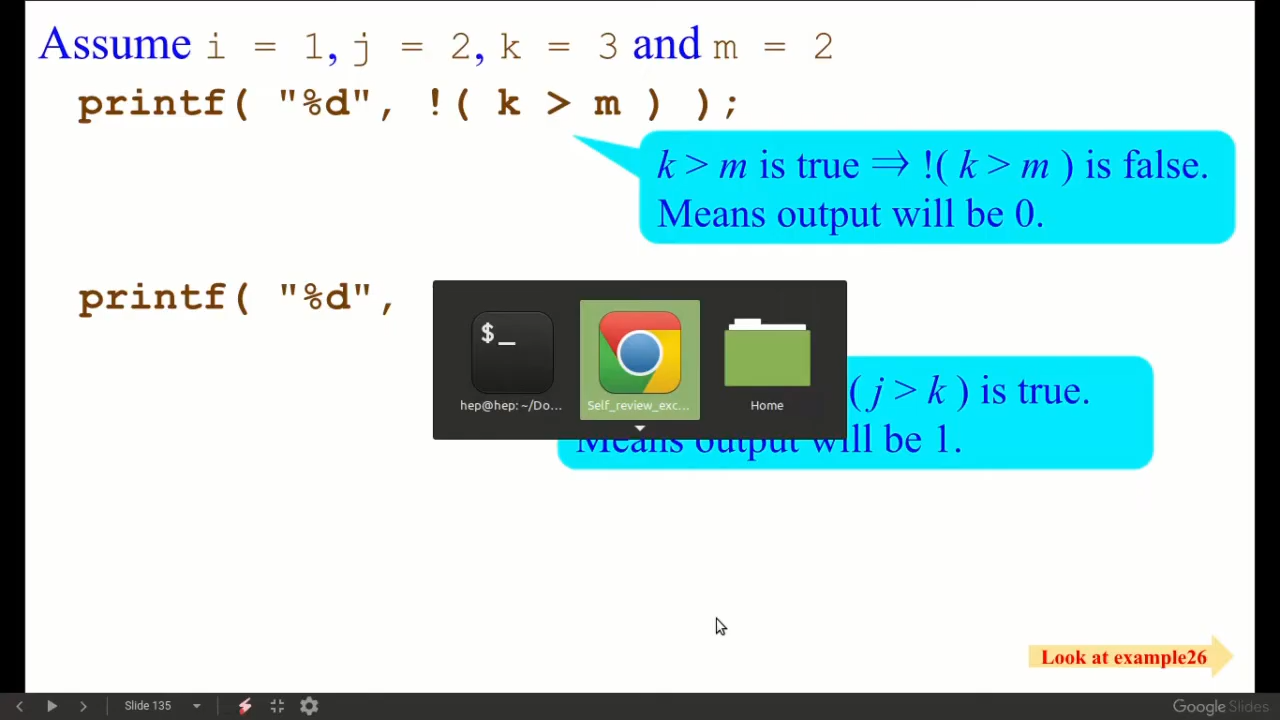 Assume i = 1, j = 2, k = 3 and m = 2
printf( "%d", !( k > m ) );
k > m is true ⇒ !( k > m ) is false.
Means output will be 0.
printf( "%d",
$_
hep@hep: ~/Do...
Self_review_exc...
Home
( j > k ) is true.
Means output will be 1.
Look at example26
Slide 135
Google Slides